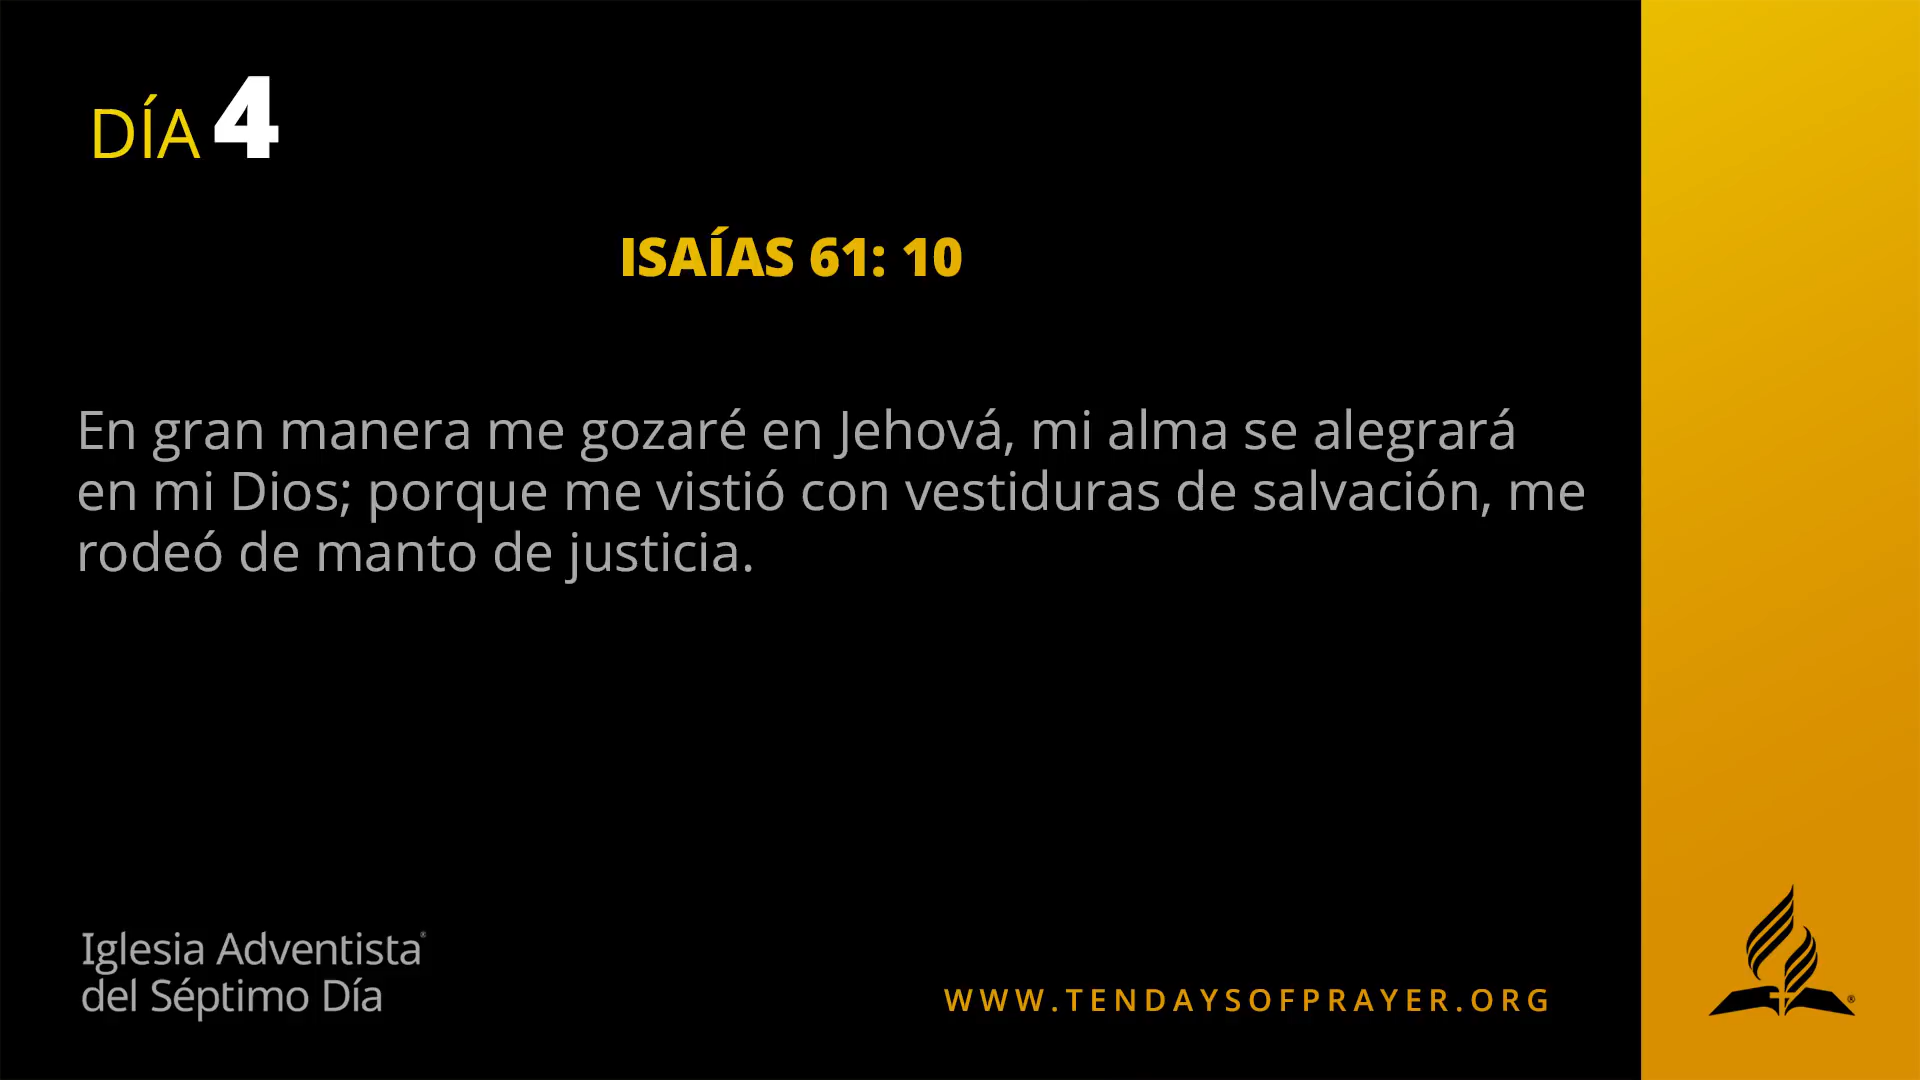 DÍA 4
ISAÍAS 61: 10
En gran manera me gozaré en Jehová, mi alma se alegrará
en mi Dios; porque me vistió con vestiduras de salvación, me
rodeó de manto de justicia.
Iglesia Adventista®
del Séptimo Día
WWW.TENDAYSOFPRAYER.ORG
®